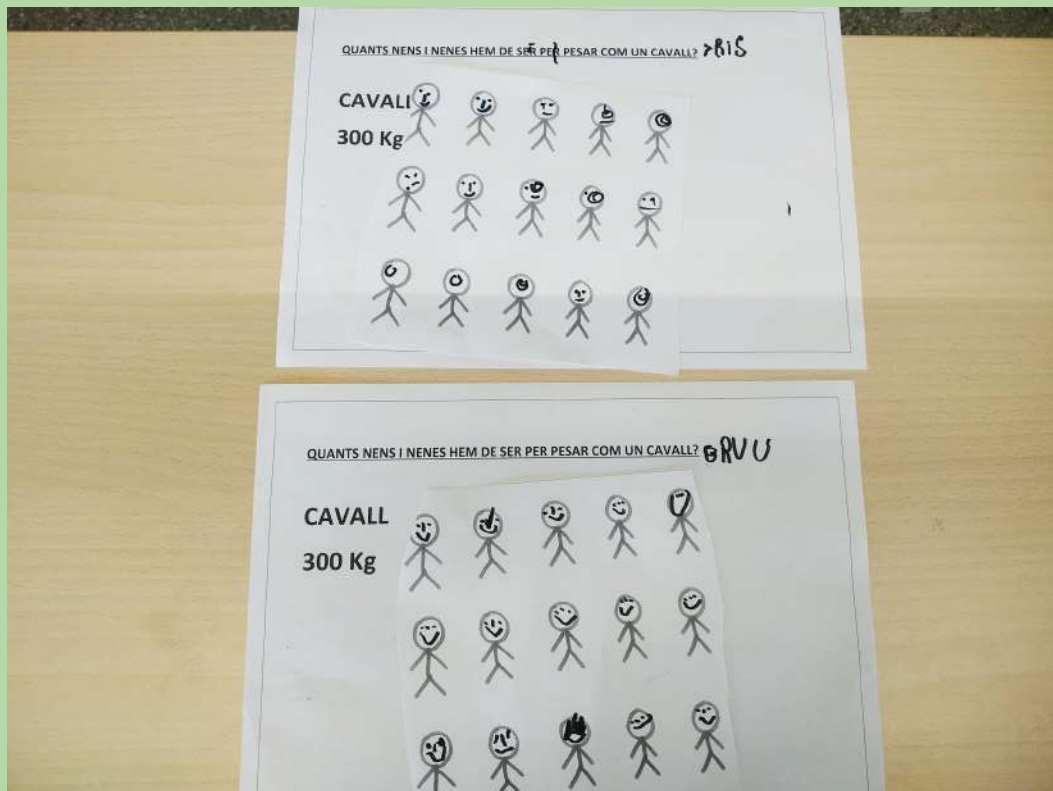 QUANTS NENS I NENES HEM DE SER PER PESAR COM UN CAVALL?
CAVALL
300 Kg
QUANTS NENS I NENES HEM DE SER PER PESAR COM UN CAVALL? BRUU
CAVALL
300 Kg